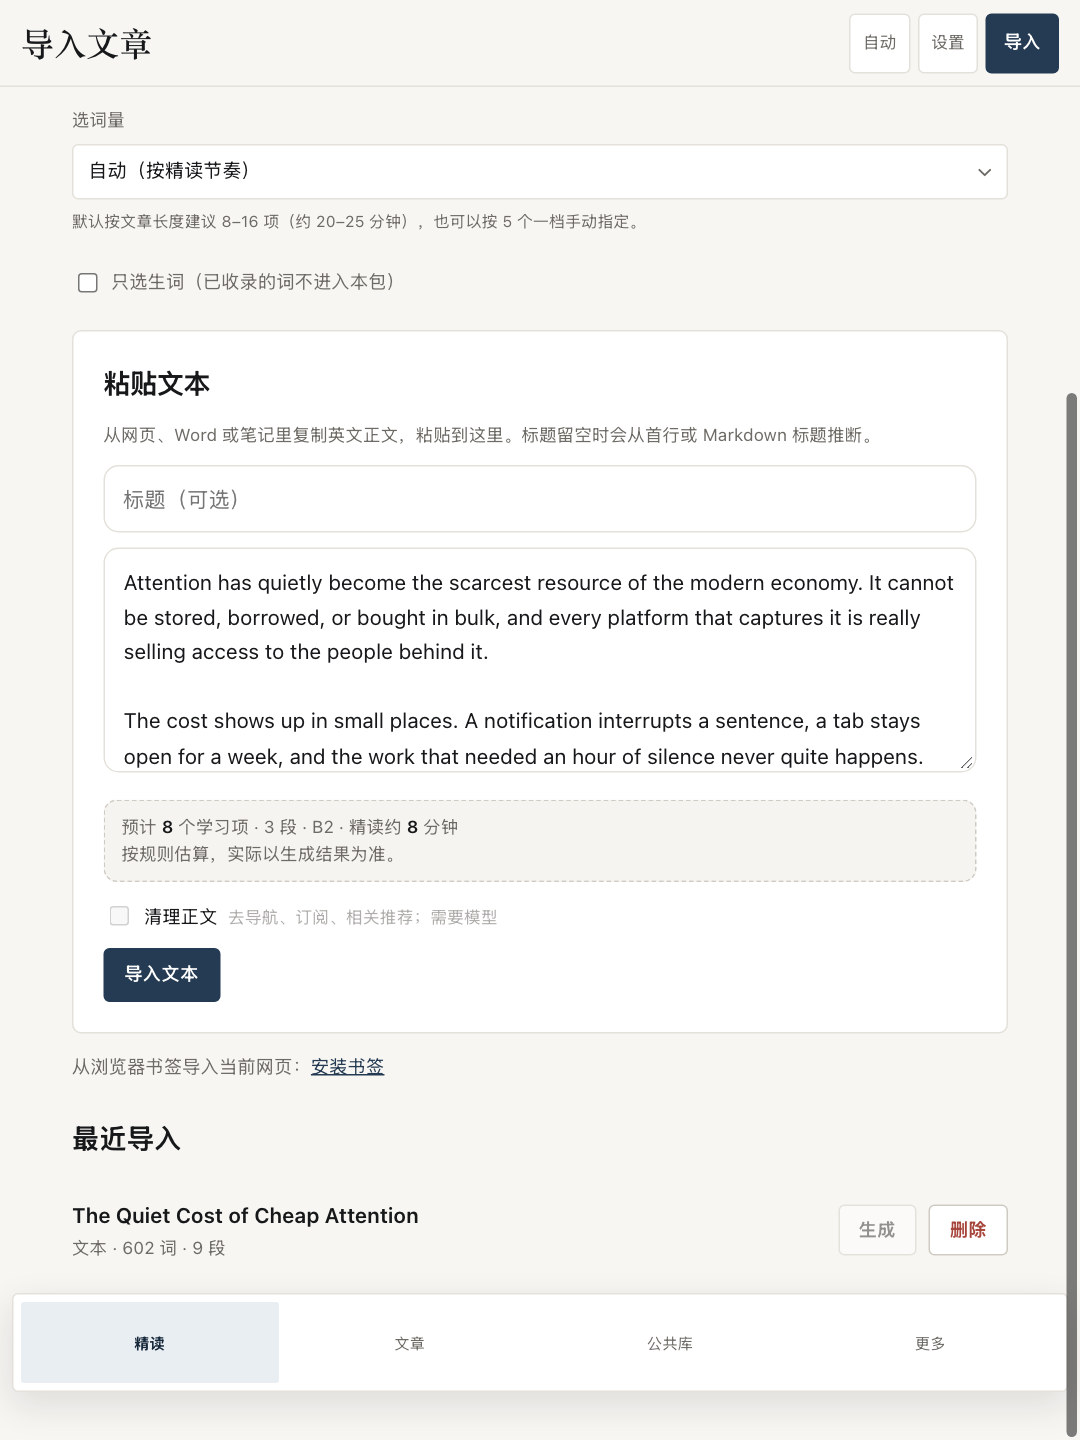 导入文章
自动
设置
导入
选词量
自动（按精读节奏）
默认按文章长度建议 8–16 项（约 20–25 分钟），也可以按 5 个一档手动指定。
只选生词（已收录的词不进入本包）
粘贴文本
从网页、Word 或笔记里复制英文正文，粘贴到这里。标题留空时会从首行或 Markdown 标题推断。
标题（可选）
Attention has quietly become the scarcest resource of the modern economy. It cannot
be stored, borrowed, or bought in bulk, and every platform that captures it is really
selling access to the people behind it.
The cost shows up in small places. A notification interrupts a sentence, a tab stays
open for a week, and the work that needed an hour of silence never quite happens.
预计 8 个学习项 · 3 段 · B2 · 精读约 8 分钟
按规则估算，实际以生成结果为准。
清理正文 去导航、订阅、相关推荐；需要模型
导入文本
从浏览器书签导入当前网页：安装书签
最近导入
The Quiet Cost of Cheap Attention
文本 · 602 词 · 9 段
生成
删除
精读
文章
公共库
更多